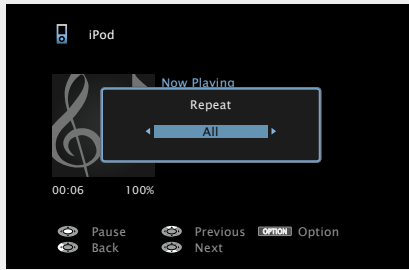 iPod
Now Playing
Repeat
All
00:06 100%
Pause Previous OPTION Option
Back Next